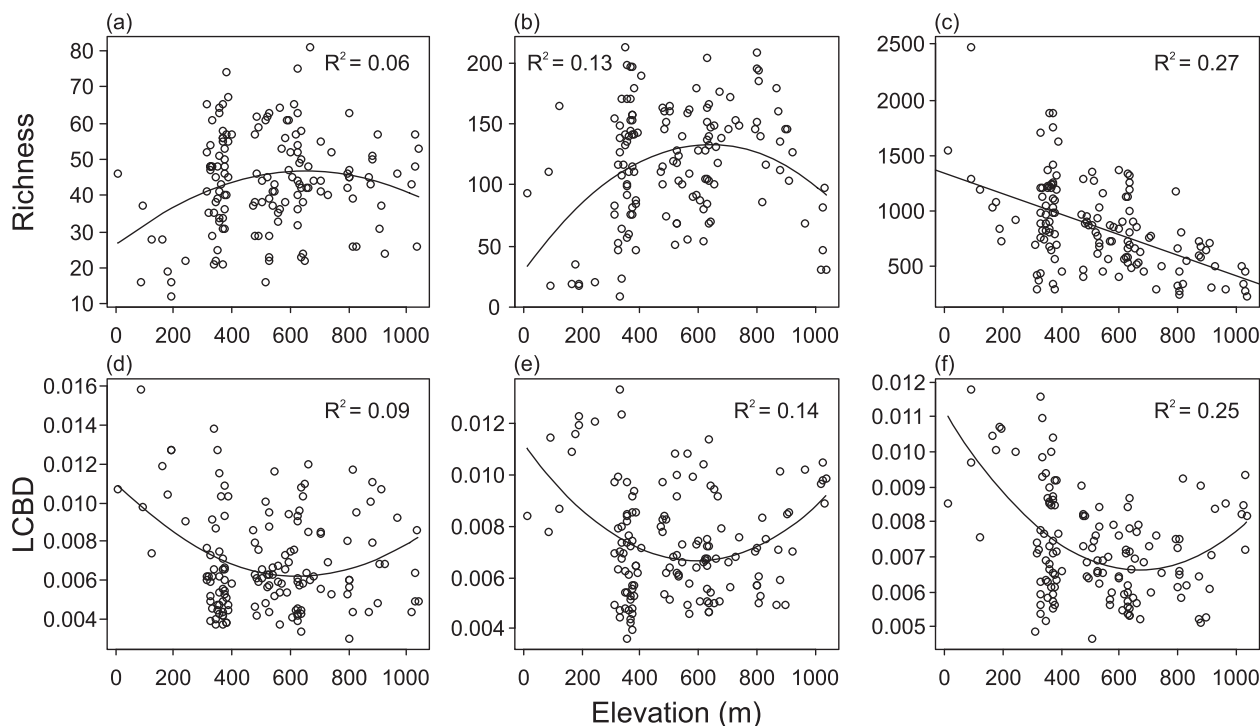 (a) (b) (c)
R² = 0.06 R² = 0.13 R² = 0.27
Richness
80
70
60
50
40
30
20
10
200
150
100
50
0
2500
2000
1500
1000
500
0 200 400 600 800 1000
0 200 400 600 800 1000
0 200 400 600 800 1000
(d) (e) (f)
R² = 0.09 R² = 0.14 R² = 0.25
LCBD
0.016
0.014
0.012
0.010
0.008
0.006
0.004
0.012
0.010
0.008
0.006
0.004
0.012
0.011
0.010
0.009
0.008
0.007
0.006
0.005
0 200 400 600 800 1000
0 200 400 600 800 1000
0 200 400 600 800 1000
Elevation (m)